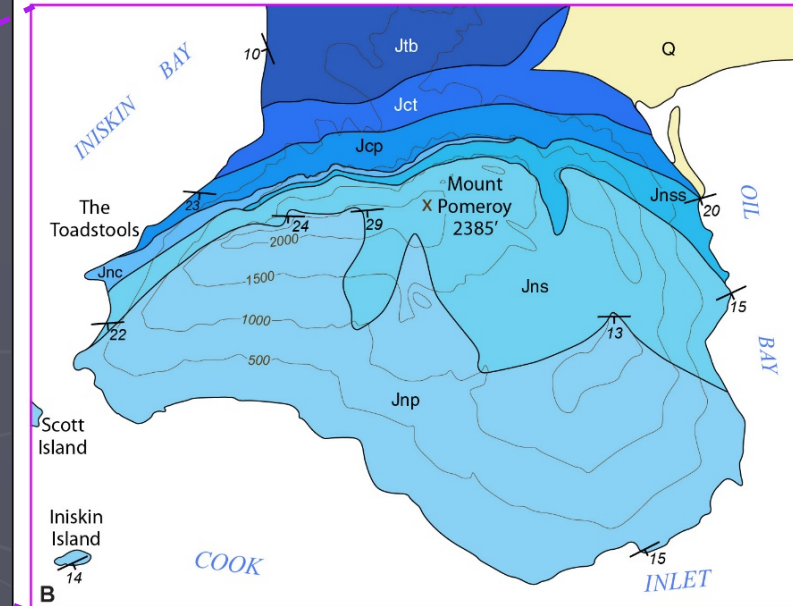 Jtb
Q
10
INISKIN BAY
Jct
Jcp
Mount
Pomeroy
2385’
X
Jnss
OIL
BAY
23
The
Toadstools
24
29
20
2000
Jnc
1500
Jns
15
1000
22
13
500
Jnp
Scott
Island
Iniskin
Island
14
COOK
INLET
15
B